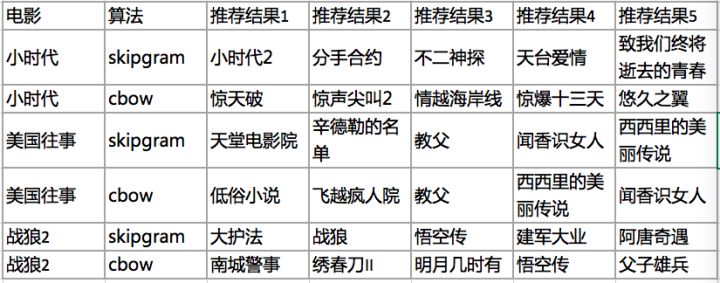 电影 算法 推荐结果1 推荐结果2 推荐结果3 推荐结果4 推荐结果5
小时代 skipgram 小时代2 分手合约 不二神探 天台爱情 致我们终将逝去的青春
小时代 cbow 惊天破 惊声尖叫2 情越海岸线 惊爆十三天 悠久之翼
美国往事 skipgram 天堂电影院 辛德勒的名单 教父 闻香识女人 西西里的美丽传说
美国往事 cbow 低俗小说 飞越疯人院 教父 西西里的美丽传说 闻香识女人
战狼2 skipgram 大护法 战狼 悟空传 建军大业 阿唐奇遇
战狼2 cbow 南城警事 绣春刀II 明月几时有 悟空传 父子雄兵